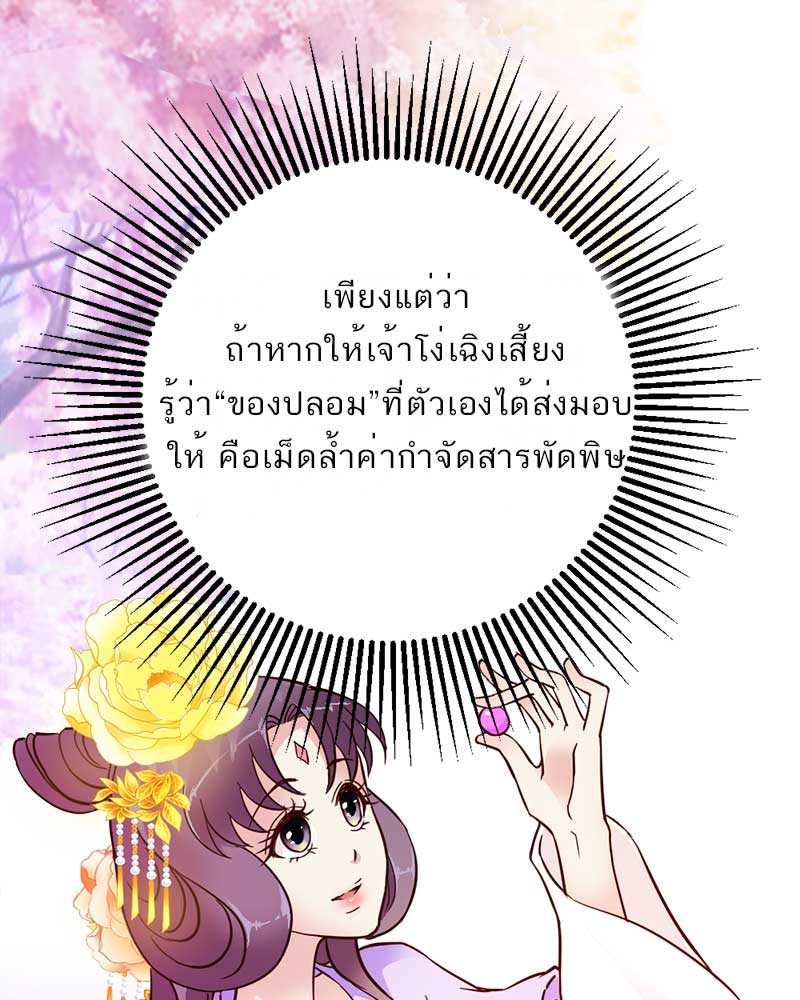 เพียงแต่ว่า
ถ้าหากให้เจ้าโง่เฉิงเสี้ยง
รู้ว่า“ของปลอม”ที่ตัวเองได้ส่งมอบ
ให้ คือเม็ดล้ำค่ากำจัดสารพัดพิษ